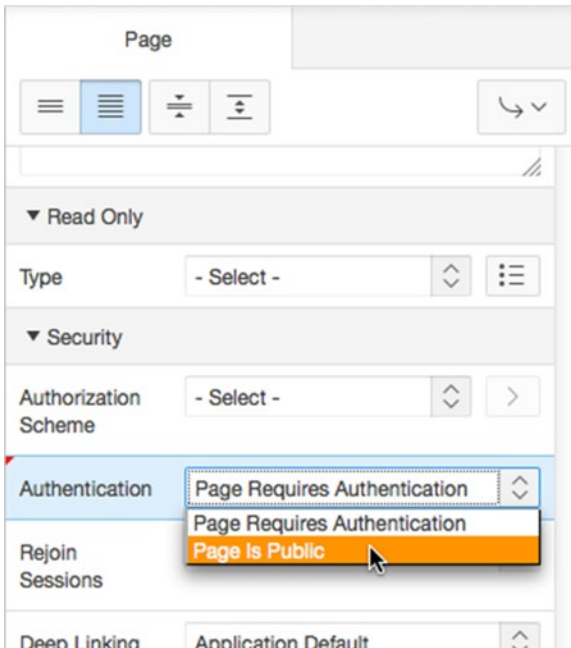 Page
Read Only
Type
- Select -
Security
Authorization
Scheme
- Select -
Authentication
Page Requires Authentication
Page Requires Authentication
Page Is Public
Rejoin
Sessions
Deep Linking
Application Default